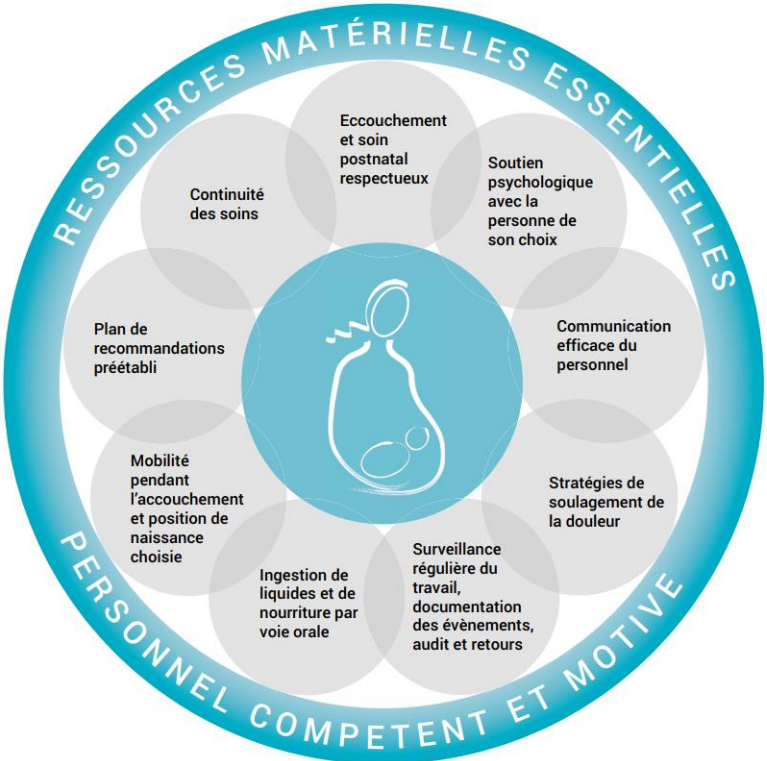 RESSOURCES MATÉRIELLES ESSENTIELLES
Eccouchement
et soin
postnatal
respectueux
Soutien
psychologique
avec la
personne de
son choix
Communication
efficace du
personnel
Stratégies de
soulagement de
la douleur
Surveillance
régulière du
travail,
documentation
des évènements,
audit et retours
Ingestion de
liquides et de
nourriture par
voie orale
Mobilité
pendant
l'accouchement
et position de
naissance
choisie
Plan de
recommandations
préétabli
Continuité
des soins
PERSONNEL COMPETENT ET MOTIVE